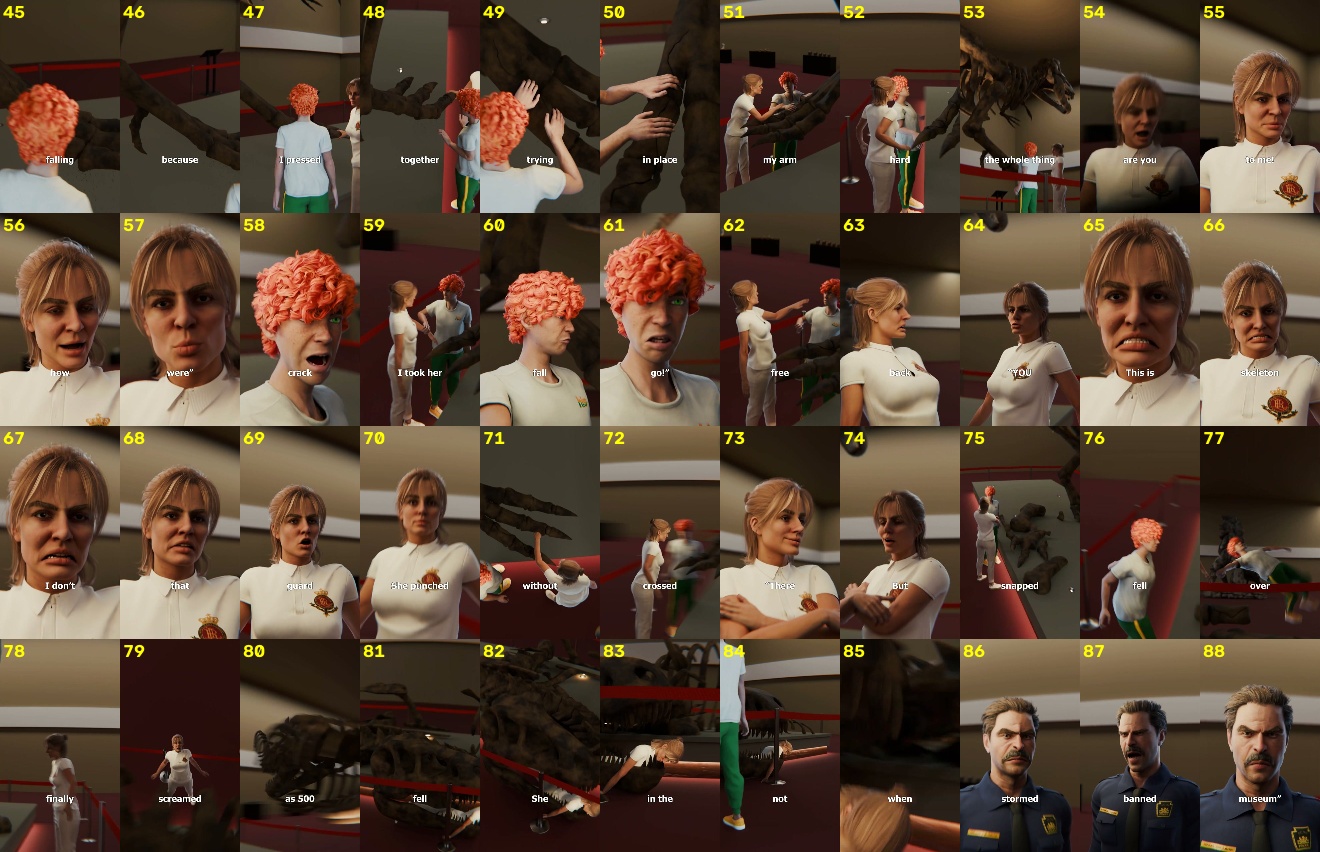 45 46 47 48 49 50 51 52 53 54 55
falling because I pressed together trying in place my arm hard the whole thing are you to me!
56 57 58 59 60 61 62 63 64 65 66
how were" crack I took her fall go!" free back "YOU This is skeleton
67 68 69 70 71 72 73 74 75 76 77
I don't that guard She punched without crossed "There But snapped fell over
78 79 80 81 82 83 84 85 86 87 88
finally screamed as 500 fell She in the not when stormed banned museum"